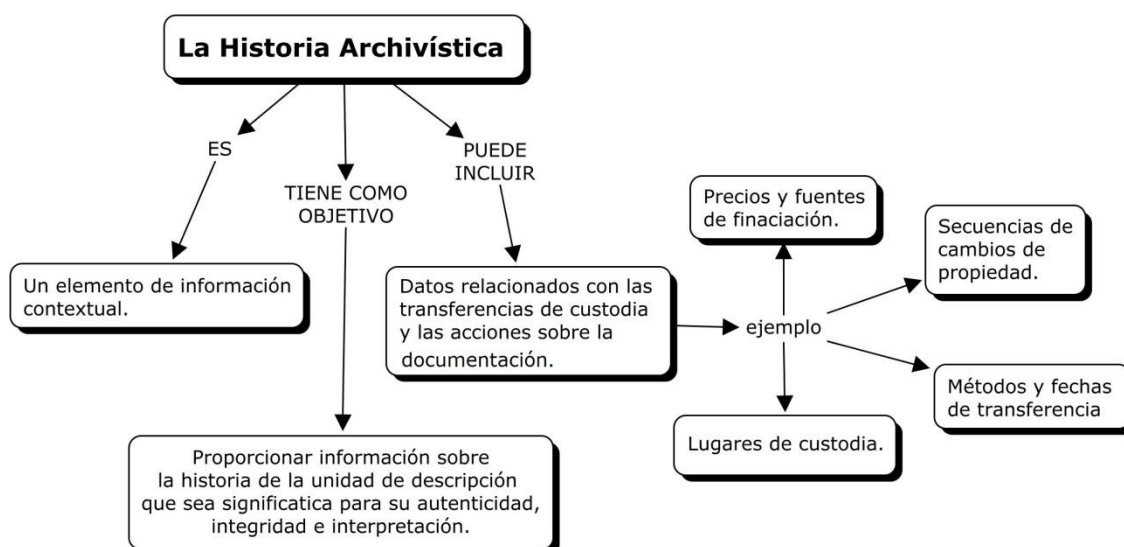 La Historia Archivística
ES
TIENE COMO
OBJETIVO
PUEDE
INCLUIR
Un elemento de información
contextual.
Proporcionar información sobre
la historia de la unidad de descripción
que sea significatica para su autenticidad,
integridad e interpretación.
Datos relacionados con las
transferencias de custodia
y las acciones sobre la
documentación.
ejemplo
Precios y fuentes
de finaciación.
Secuencias de
cambios de
propiedad.
Métodos y fechas
de transferencia
Lugares de custodia.